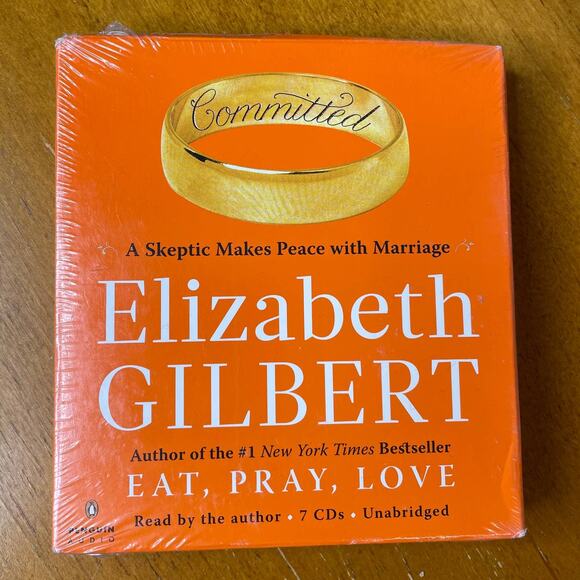 Committed
A Skeptic Makes Peace with Marriage
Elizabeth
GILBERT
Author of the #1 New York Times Bestseller
EAT, PRAY, LOVE
Read by the author • 7 CDs • Unabridged
PENGUIN
AUDIO